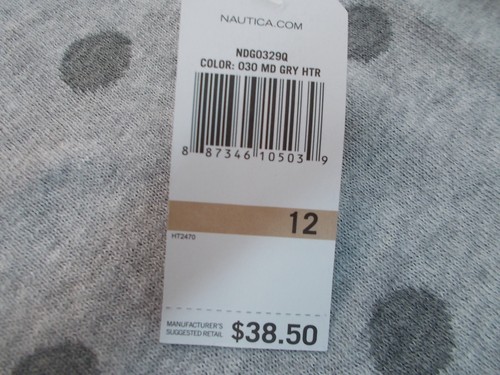 NAUTICA.COM
NDG0329Q
COLOR: 030 MD GRY HTR
8 87346 10503 9
12
HT2470
MANUFACTURER'S
SUGGESTED RETAIL $38.50